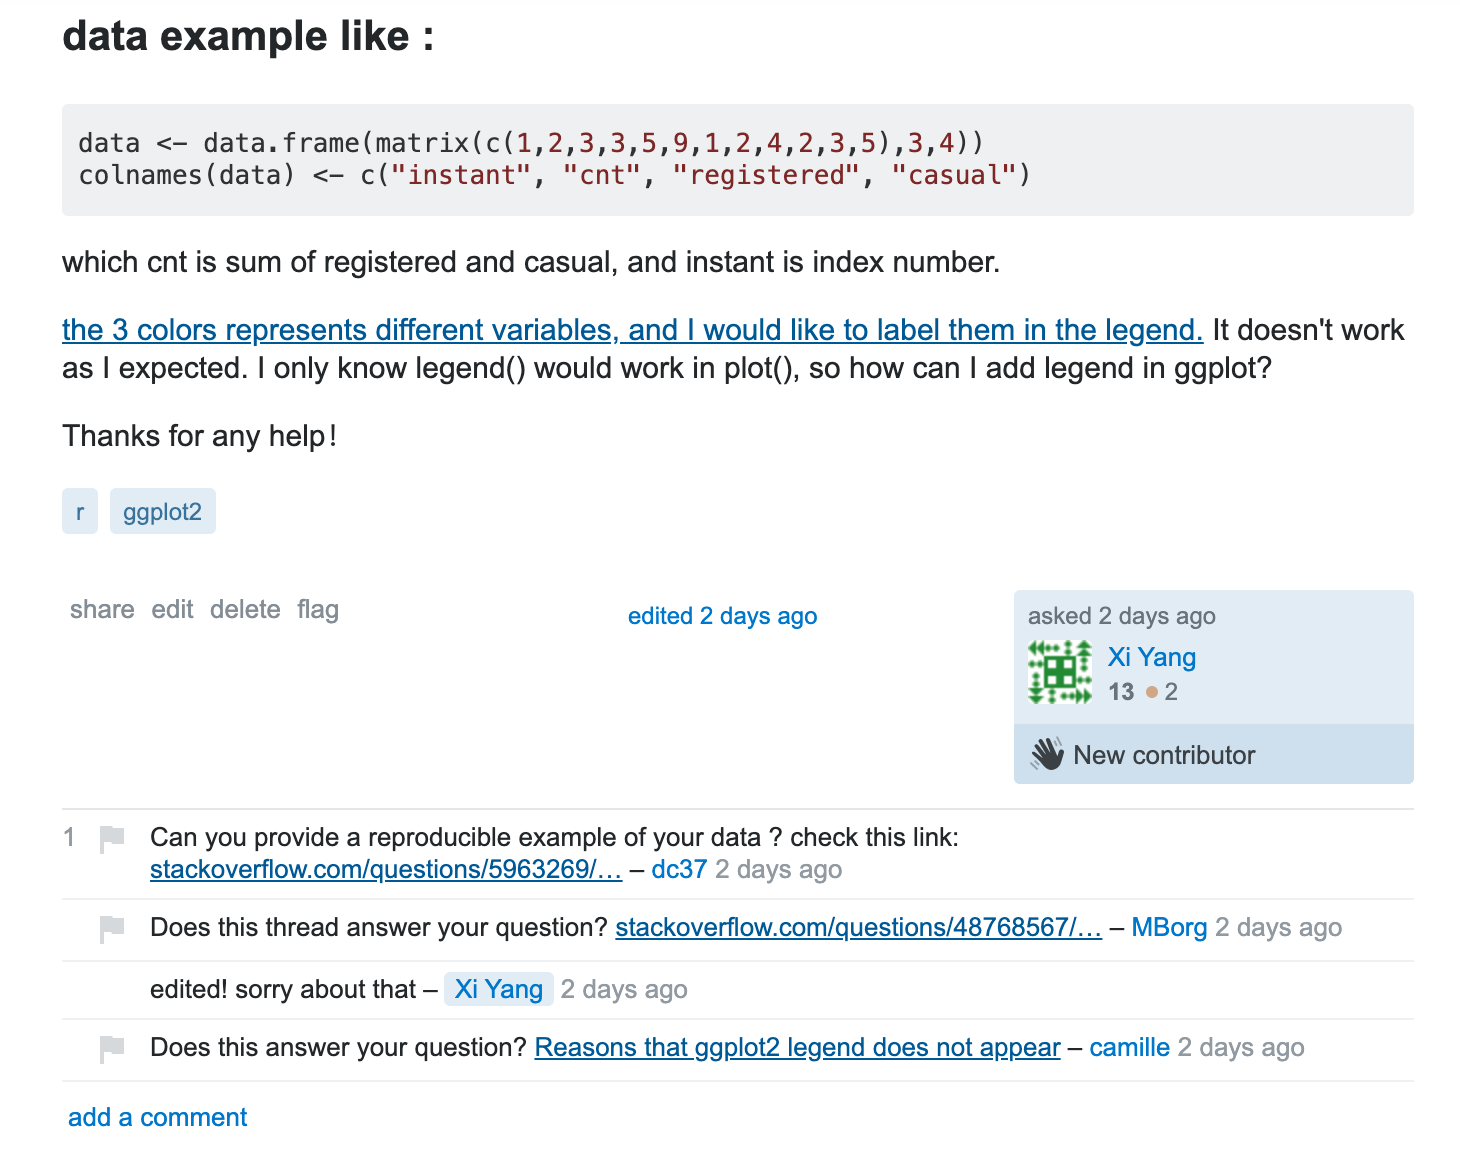 data example like :
data <- data.frame(matrix(c(1,2,3,3,5,9,1,2,4,2,3,5),3,4))
colnames(data) <- c("instant", "cnt", "registered", "casual")
which cnt is sum of registered and casual, and instant is index number.
the 3 colors represents different variables, and I would like to label them in the legend. It doesn't work
as I expected. I only know legend() would work in plot(), so how can I add legend in ggplot?
Thanks for any help!
r ggplot2
share edit delete flag edited 2 days ago asked 2 days ago
Xi Yang
13 ● 2
New contributor
1 Can you provide a reproducible example of your data ? check this link:
stackoverflow.com/questions/5963269/… – dc37 2 days ago
Does this thread answer your question? stackoverflow.com/questions/48768567/… – MBorg 2 days ago
edited! sorry about that – Xi Yang 2 days ago
Does this answer your question? Reasons that ggplot2 legend does not appear – camille 2 days ago
add a comment